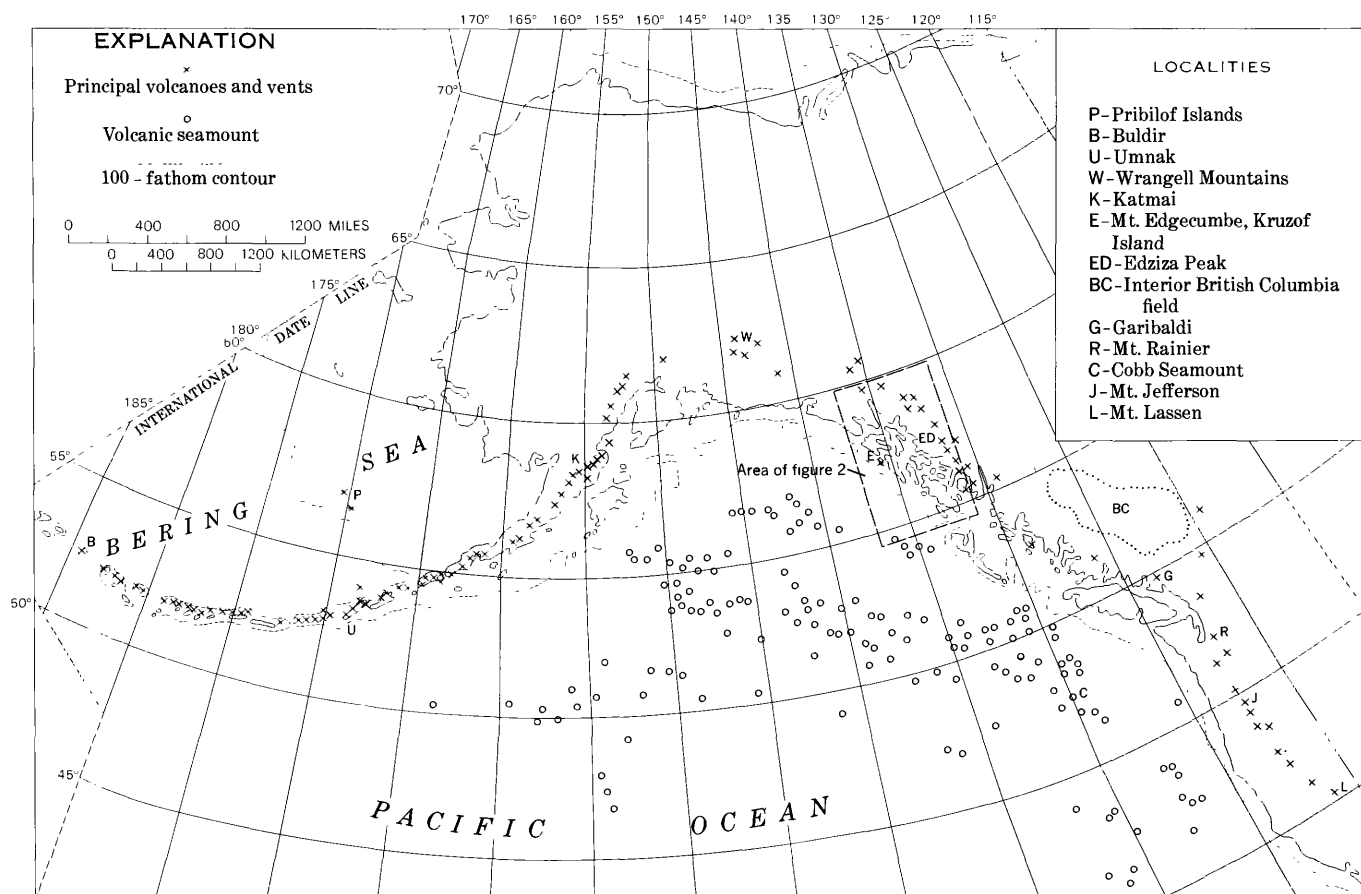 170° 165° 160° 155° 150° 145° 140° 135° 130° 125° 120° 115°
EXPLANATION
Principal volcanoes and vents
Volcanic seamount
100 - fathom contour
0 400 800 1200 MILES
0 400 800 1200 KILOMETERS
70°
65°
175°
180°
60°
185°
55°
50°
45°
INTERNATIONAL DATE LINE
BERING SEA
PACIFIC OCEAN
Area of figure 2
W
P
K
B
U
E
ED
BC
G
R
C
J
L
LOCALITIES
P-Pribilof Islands
B-Buldir
U-Umnak
W-Wrangell Mountains
K-Katmai
E-Mt. Edgecumbe, Kruzof
Island
ED-Edziza Peak
BC-Interior British Columbia
field
G-Garibaldi
R-Mt. Rainier
C-Cobb Seamount
J-Mt. Jefferson
L-Mt. Lassen